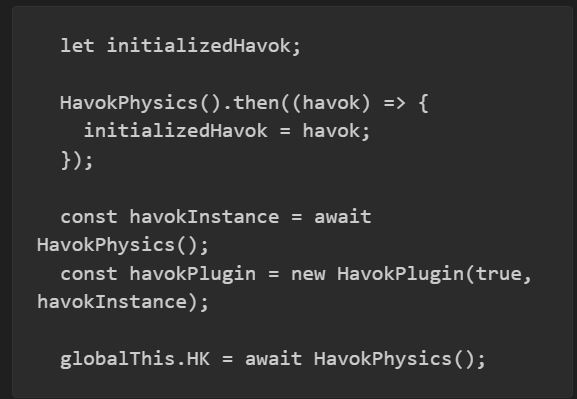 let initializedHavok;
HavokPhysics().then((havok) => {
initializedHavok = havok;
});
const havokInstance = await
HavokPhysics();
const havokPlugin = new HavokPlugin(true,
havokInstance);
globalThis.HK = await HavokPhysics();